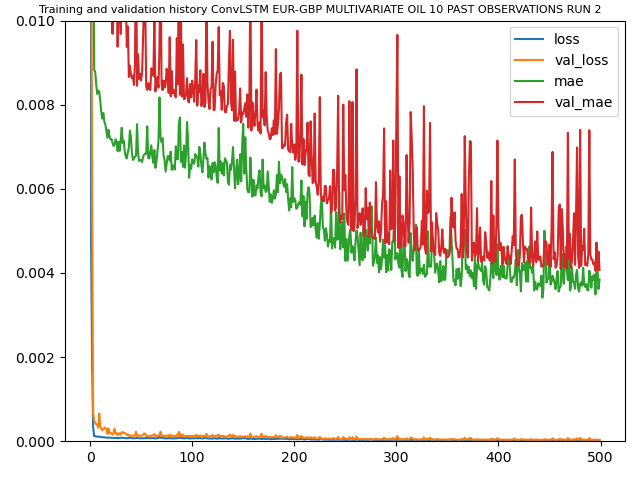 Training and validation history ConvLSTM EUR-GBP MULTIVARIATE OIL 10 PAST OBSERVATIONS RUN 2
0.010
0.008
0.006
0.004
0.002
0.000
0
100
200
300
400
500
loss
val_loss
mae
val_mae